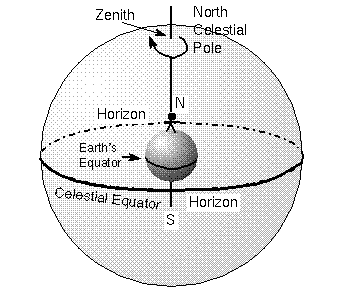 Zenith
North
Celestial
Pole
N
Horizon
Earth's
Equator
Celestial Equator
Horizon
S